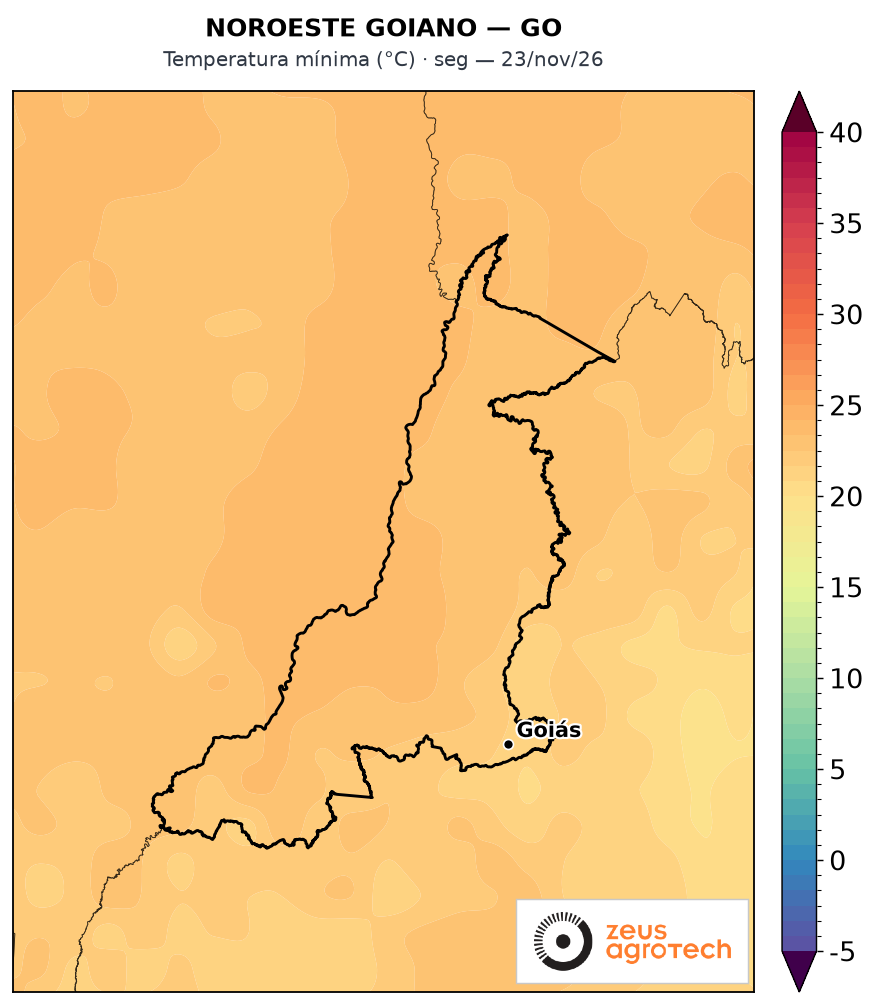 NOROESTE GOIANO — GO
Temperatura mínima (°C) · seg — 23/nov/26
40
35
30
25
20
15
10
5
0
-5
Goiás
zeus
agrotech